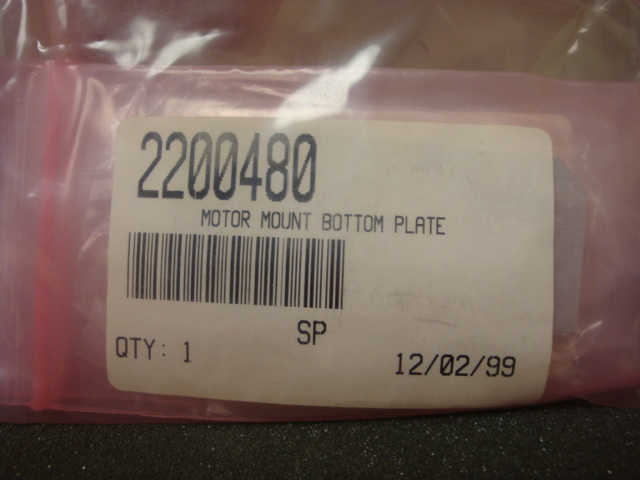 2200480
MOTOR MOUNT BOTTOM PLATE
SP
QTY: 1
12/02/99